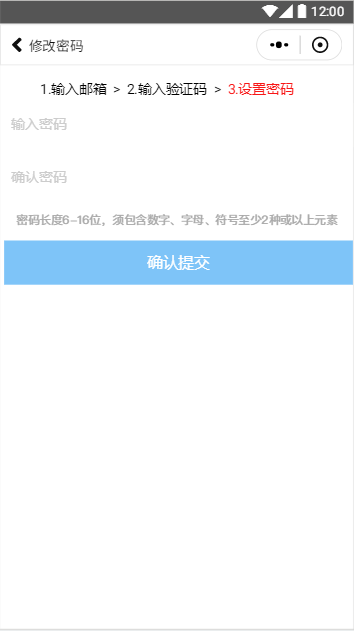 12:00
修改密码
1.输入邮箱 > 2.输入验证码 > 3.设置密码
输入密码
确认密码
密码长度6-16位，须包含数字、字母、符号至少2种或以上元素
确认提交